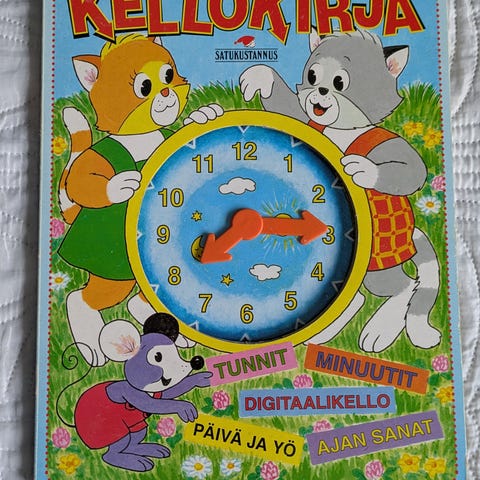 KELLOKIRJA
SATUKUSTANNUS
12
11
1
10
2
9
3
8
4
7
5
6
TUNNIT
MINUUTIT
DIGITAALIKELLO
PÄIVÄ JA YÖ
AJAN SANAT